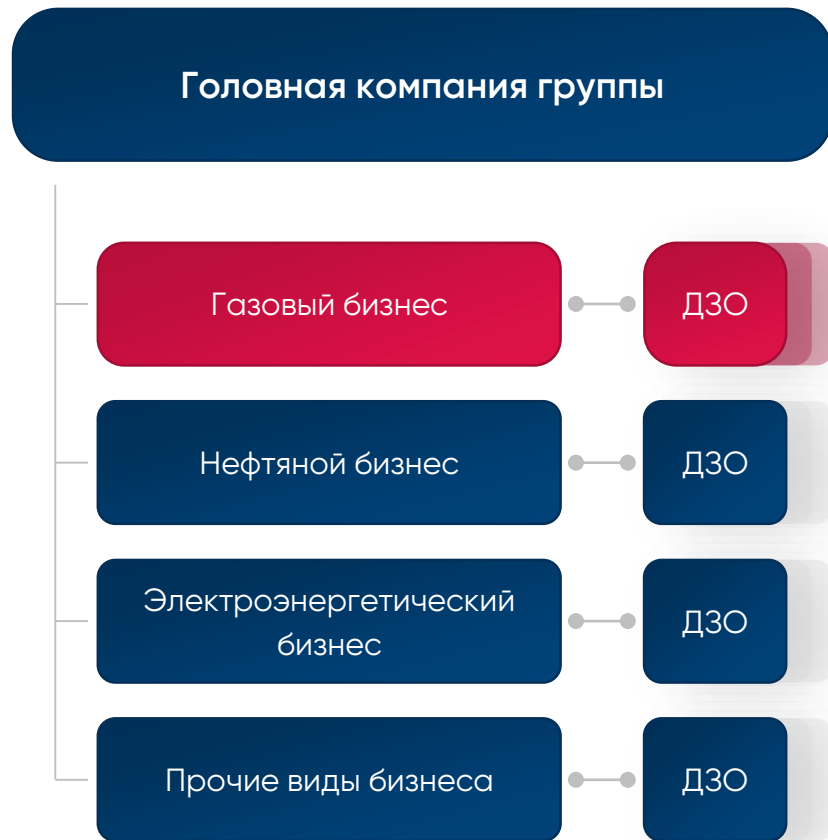 Головная компания группы
Газовый бизнес
ДЗО
Нефтяной бизнес
ДЗО
Электроэнергетический
бизнес
ДЗО
Прочие виды бизнеса
ДЗО